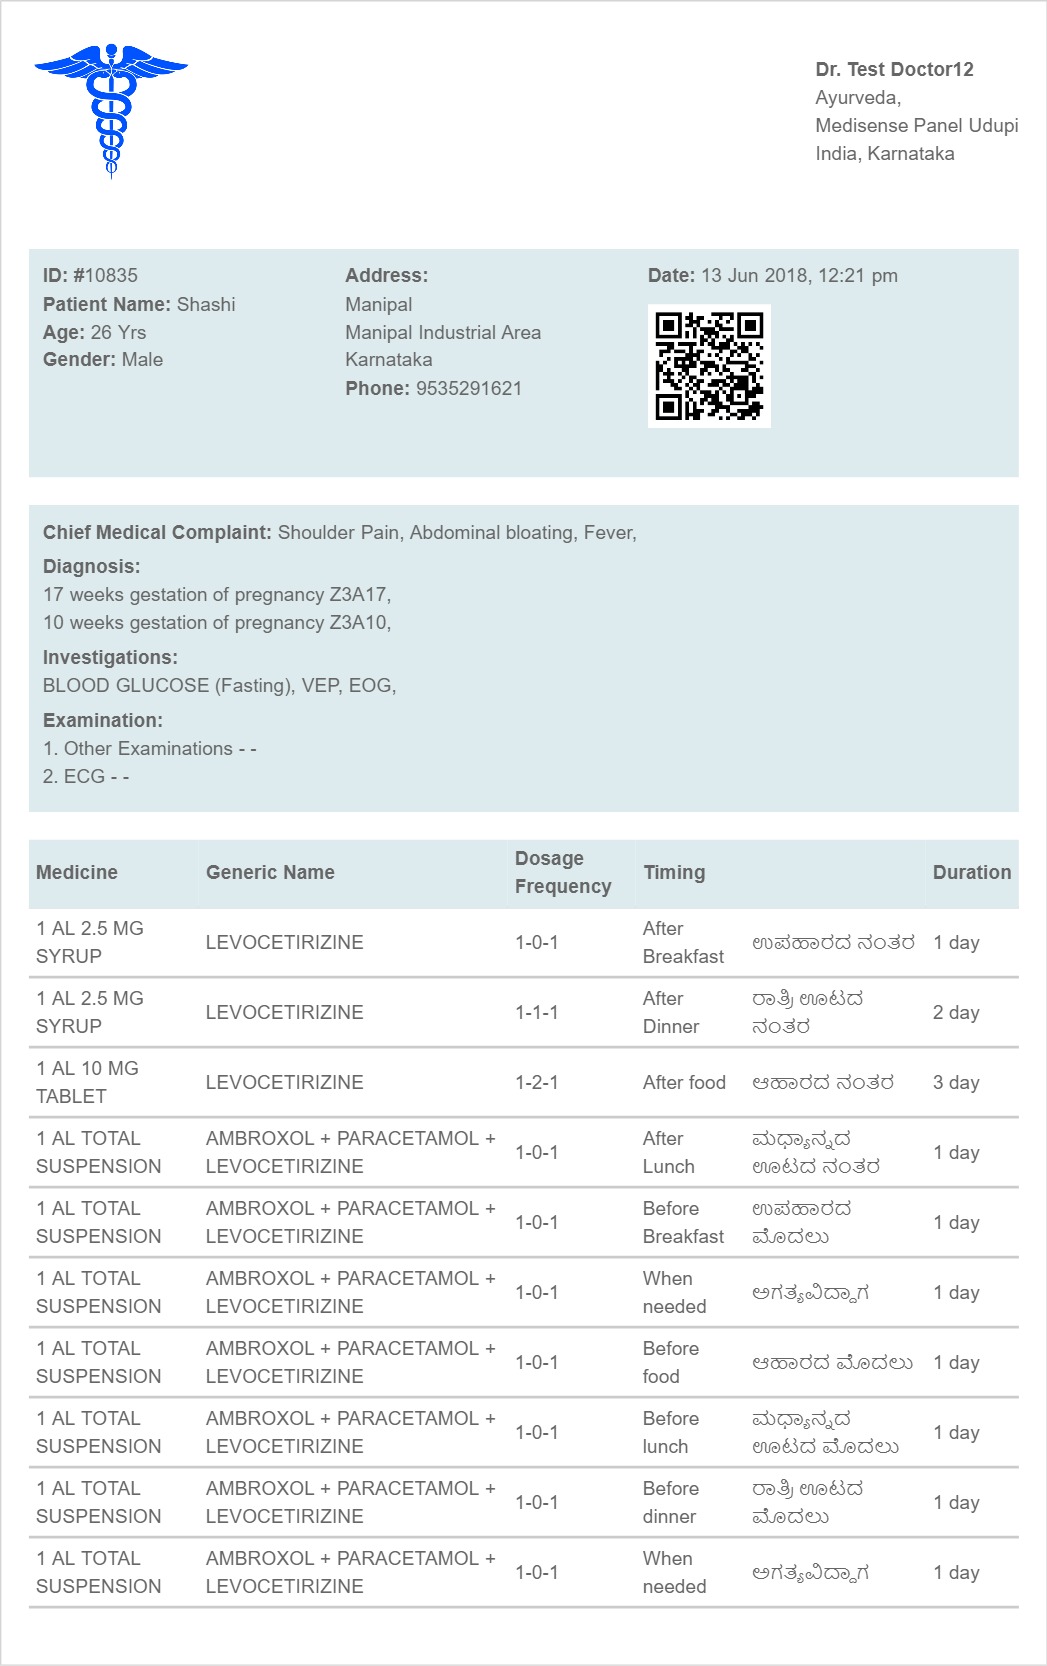 Dr. Test Doctor12
Ayurveda,
Medisense Panel Udupi
India, Karnataka
ID: #10835
Patient Name: Shashi
Age: 26 Yrs
Gender: Male
Address:
Manipal
Manipal Industrial Area
Karnataka
Phone: 9535291621
Date: 13 Jun 2018, 12:21 pm
Chief Medical Complaint: Shoulder Pain, Abdominal bloating, Fever,
Diagnosis:
17 weeks gestation of pregnancy Z3A17,
10 weeks gestation of pregnancy Z3A10,
Investigations:
BLOOD GLUCOSE (Fasting), VEP, EOG,
Examination:
1. Other Examinations - -
2. ECG - -
Medicine
Generic Name
Dosage
Frequency
Timing
Duration
1 AL 2.5 MG
SYRUP
LEVOCETIRIZINE
1-0-1
After
Breakfast
ಉಪಹಾರದ ನಂತರ
1 day
1 AL 2.5 MG
SYRUP
LEVOCETIRIZINE
1-1-1
After
Dinner
ರಾತ್ರಿ ಊಟದ
ನಂತರ
2 day
1 AL 10 MG
TABLET
LEVOCETIRIZINE
1-2-1
After food
ಆಹಾರದ ನಂತರ
3 day
1 AL TOTAL
SUSPENSION
AMBROXOL + PARACETAMOL +
LEVOCETIRIZINE
1-0-1
After
Lunch
ಮಧ್ಯಾನ್ನದ
ಊಟದ ನಂತರ
1 day
1 AL TOTAL
SUSPENSION
AMBROXOL + PARACETAMOL +
LEVOCETIRIZINE
1-0-1
Before
Breakfast
ಉಪಹಾರದ
ಮೊದಲು
1 day
1 AL TOTAL
SUSPENSION
AMBROXOL + PARACETAMOL +
LEVOCETIRIZINE
1-0-1
When
needed
ಅಗತ್ಯವಿದ್ದಾಗ
1 day
1 AL TOTAL
SUSPENSION
AMBROXOL + PARACETAMOL +
LEVOCETIRIZINE
1-0-1
Before
food
ಆಹಾರದ ಮೊದಲು
1 day
1 AL TOTAL
SUSPENSION
AMBROXOL + PARACETAMOL +
LEVOCETIRIZINE
1-0-1
Before
lunch
ಮಧ್ಯಾನ್ನದ
ಊಟದ ಮೊದಲು
1 day
1 AL TOTAL
SUSPENSION
AMBROXOL + PARACETAMOL +
LEVOCETIRIZINE
1-0-1
Before
dinner
ರಾತ್ರಿ ಊಟದ
ಮೊದಲು
1 day
1 AL TOTAL
SUSPENSION
AMBROXOL + PARACETAMOL +
LEVOCETIRIZINE
1-0-1
When
needed
ಅಗತ್ಯವಿದ್ದಾಗ
1 day